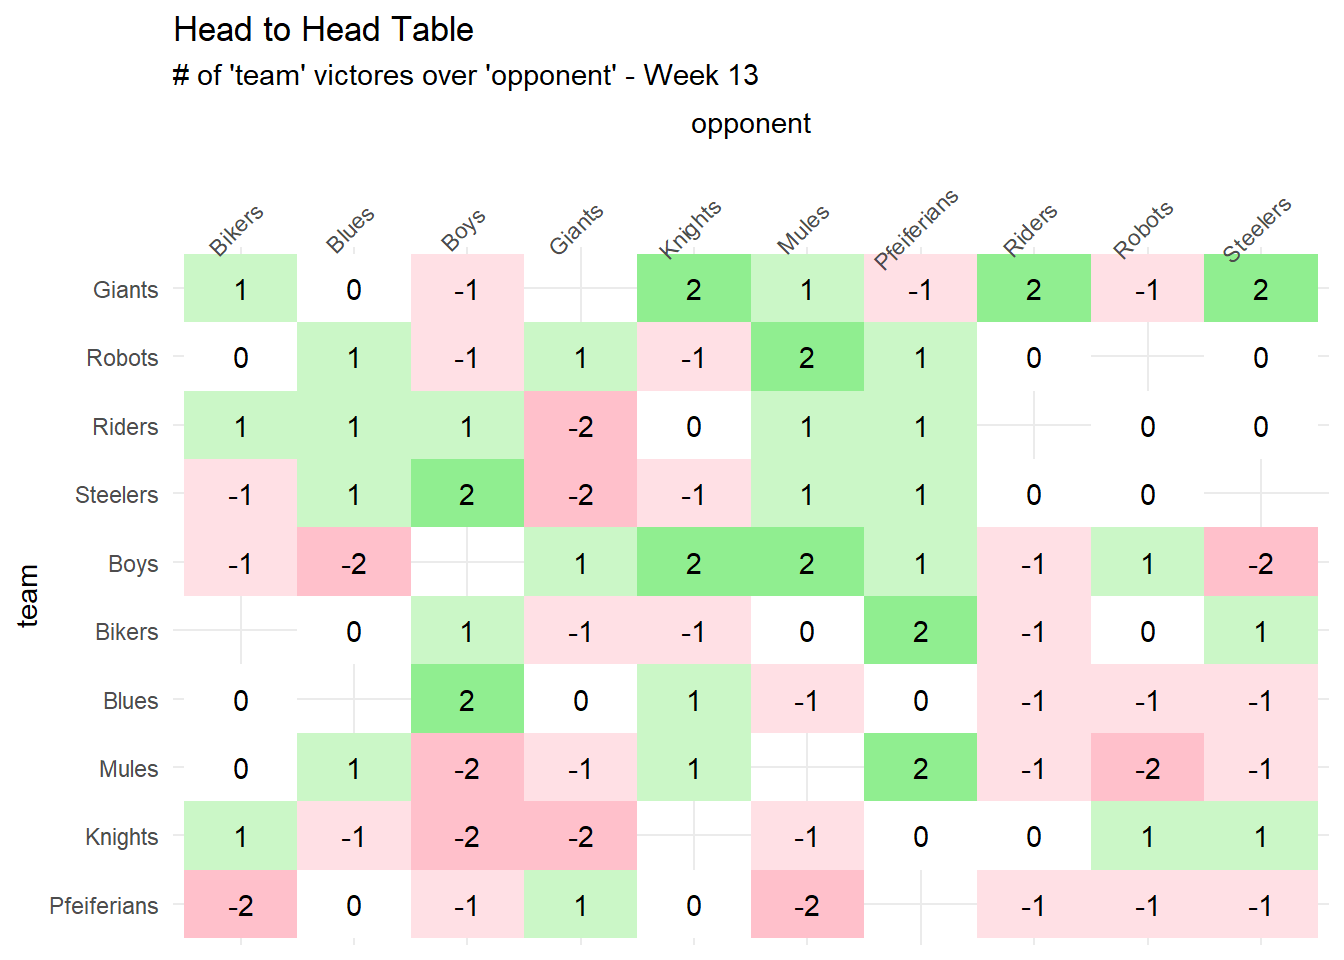 Head to Head Table
# of 'team' victores over 'opponent' - Week 13
opponent
Bikers Blues Boys Giants Knights Mules Pfeiferians Riders Robots Steelers
Giants 1 0 -1 2 1 -1 2 -1 2
Robots 0 1 -1 1 -1 2 1 0 0
Riders 1 1 1 -2 0 1 1 0 0
Steelers -1 1 2 -2 -1 1 1 0 0
Boys -1 -2 1 2 2 1 -1 1 -2
team
Bikers 0 1 -1 -1 0 2 -1 0 1
Blues 0 2 0 1 -1 0 -1 -1 -1
Mules 0 1 -2 -1 1 2 -1 -2 -1
Knights 1 -1 -2 -2 -1 0 0 1 1
Pfeiferians -2 0 -1 1 0 -2 -1 -1 -1